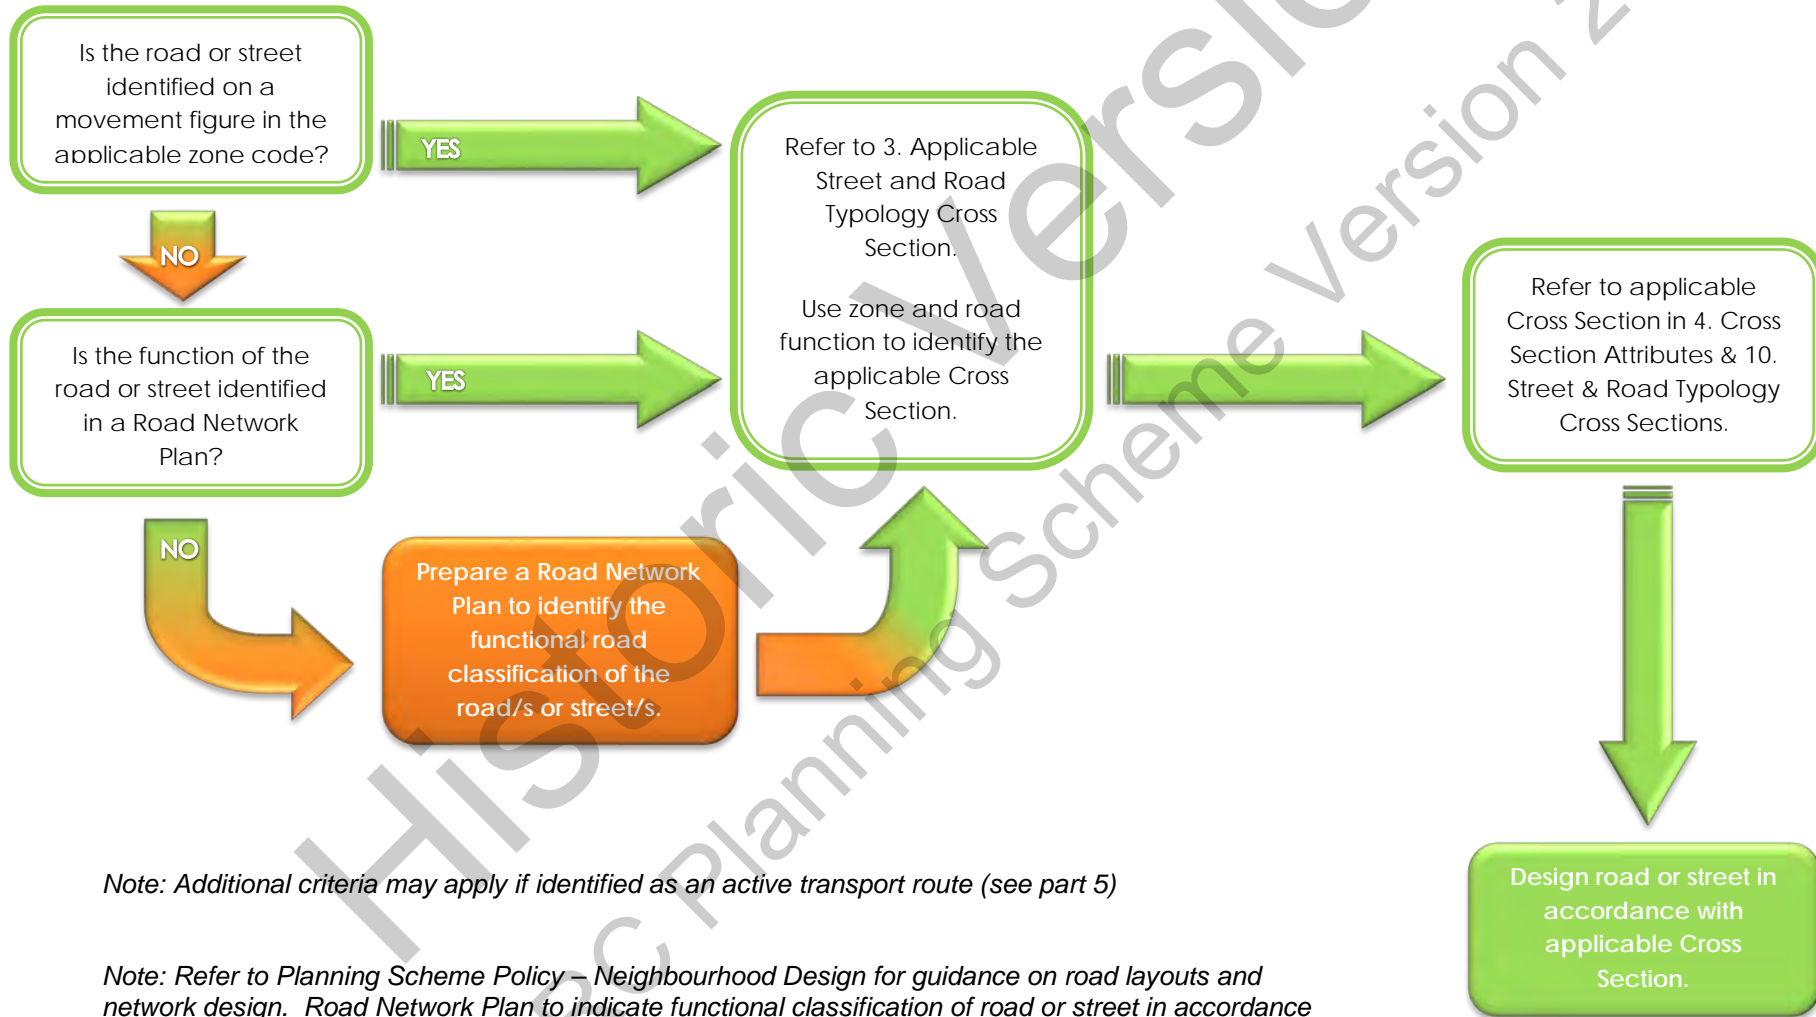 Is the road or street
identified on a
movement figure in the
applicable zone code?
YES
NO
Is the function of the
road or street identified
in a Road Network
Plan?
YES
NO
Prepare a Road Network
Plan to identify the
functional road
classification of the
road/s or street/s.
Refer to 3. Applicable
Street and Road
Typology Cross
Section.
Use zone and road
function to identify the
applicable Cross
Section.
Refer to applicable
Cross Section in 4. Cross
Section Attributes & 10.
Street & Road Typology
Cross Sections.
Design road or street in
accordance with
applicable Cross
Section.
Note: Additional criteria may apply if identified as an active transport route (see part 5)
Note: Refer to Planning Scheme Policy – Neighbourhood Design for guidance on road layouts and
network design. Road Network Plan to indicate functional classification of road or street in accordance
Historic Versio
RC Planning Scheme Version 2